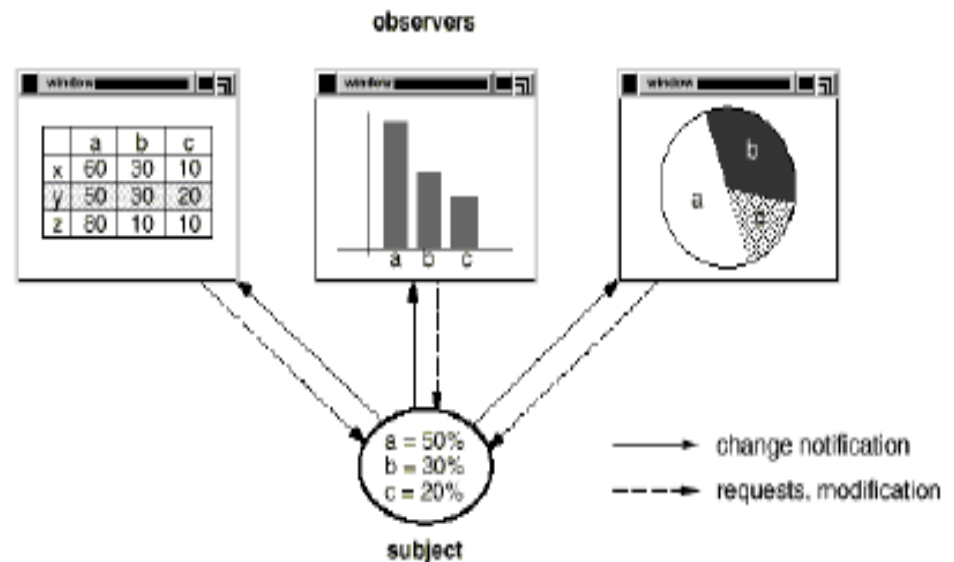 observers
window
a b c
x 60 30 10
y 50 30 20
z 80 10 10
window
a b c
window
b
a
c
a = 50%
b = 30%
c = 20%
subject
change notification
requests, modification